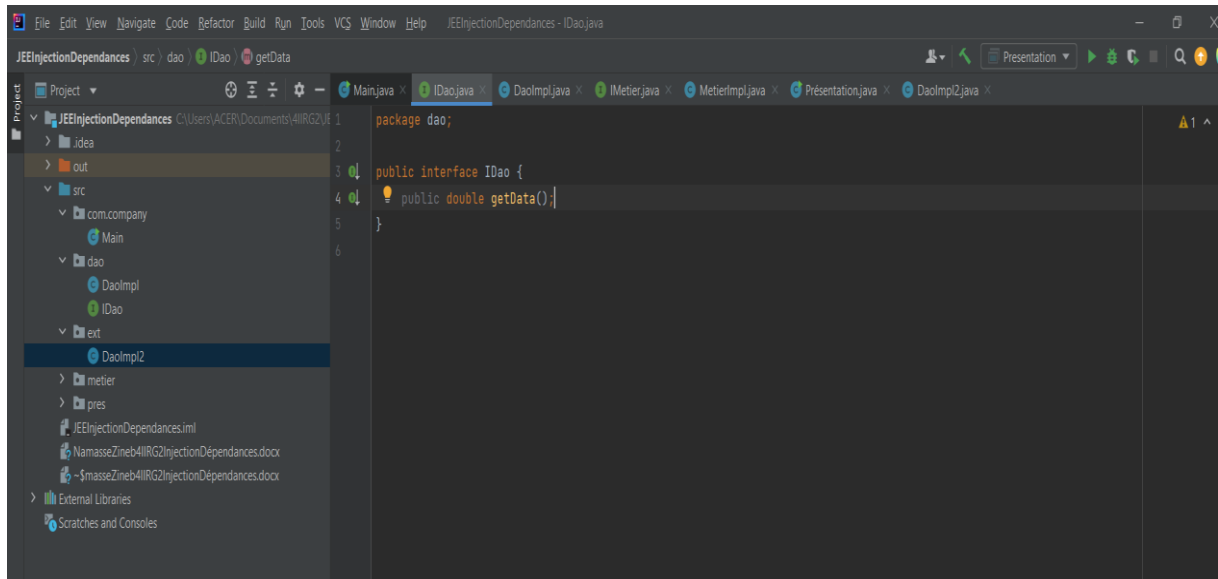 File Edit View Navigate Code Refactor Build Run Tools VCS Window Help JEEInjectionDependances - IDao.java
JEEInjectionDependances src dao IDao getData
Presentation
Project
Project
Main.java IDao.java DaoImpl.java IMetier.java MetierImpl.java Présentation.java DaoImpl2.java
JEEInjectionDependances C:\Users\ACER\Documents\4IIRG2\JE
.idea
out
src
com.company
Main
dao
DaoImpl
IDao
ext
DaoImpl2
metier
pres
JEEInjectionDependances.iml
NamasseZineb4IIRG2InjectionDépendances.docx
~$masseZineb4IIRG2InjectionDépendances.docx
External Libraries
Scratches and Consoles
1 package dao;
2
3 public interface IDao {
4 public double getData();
5 }
6
1